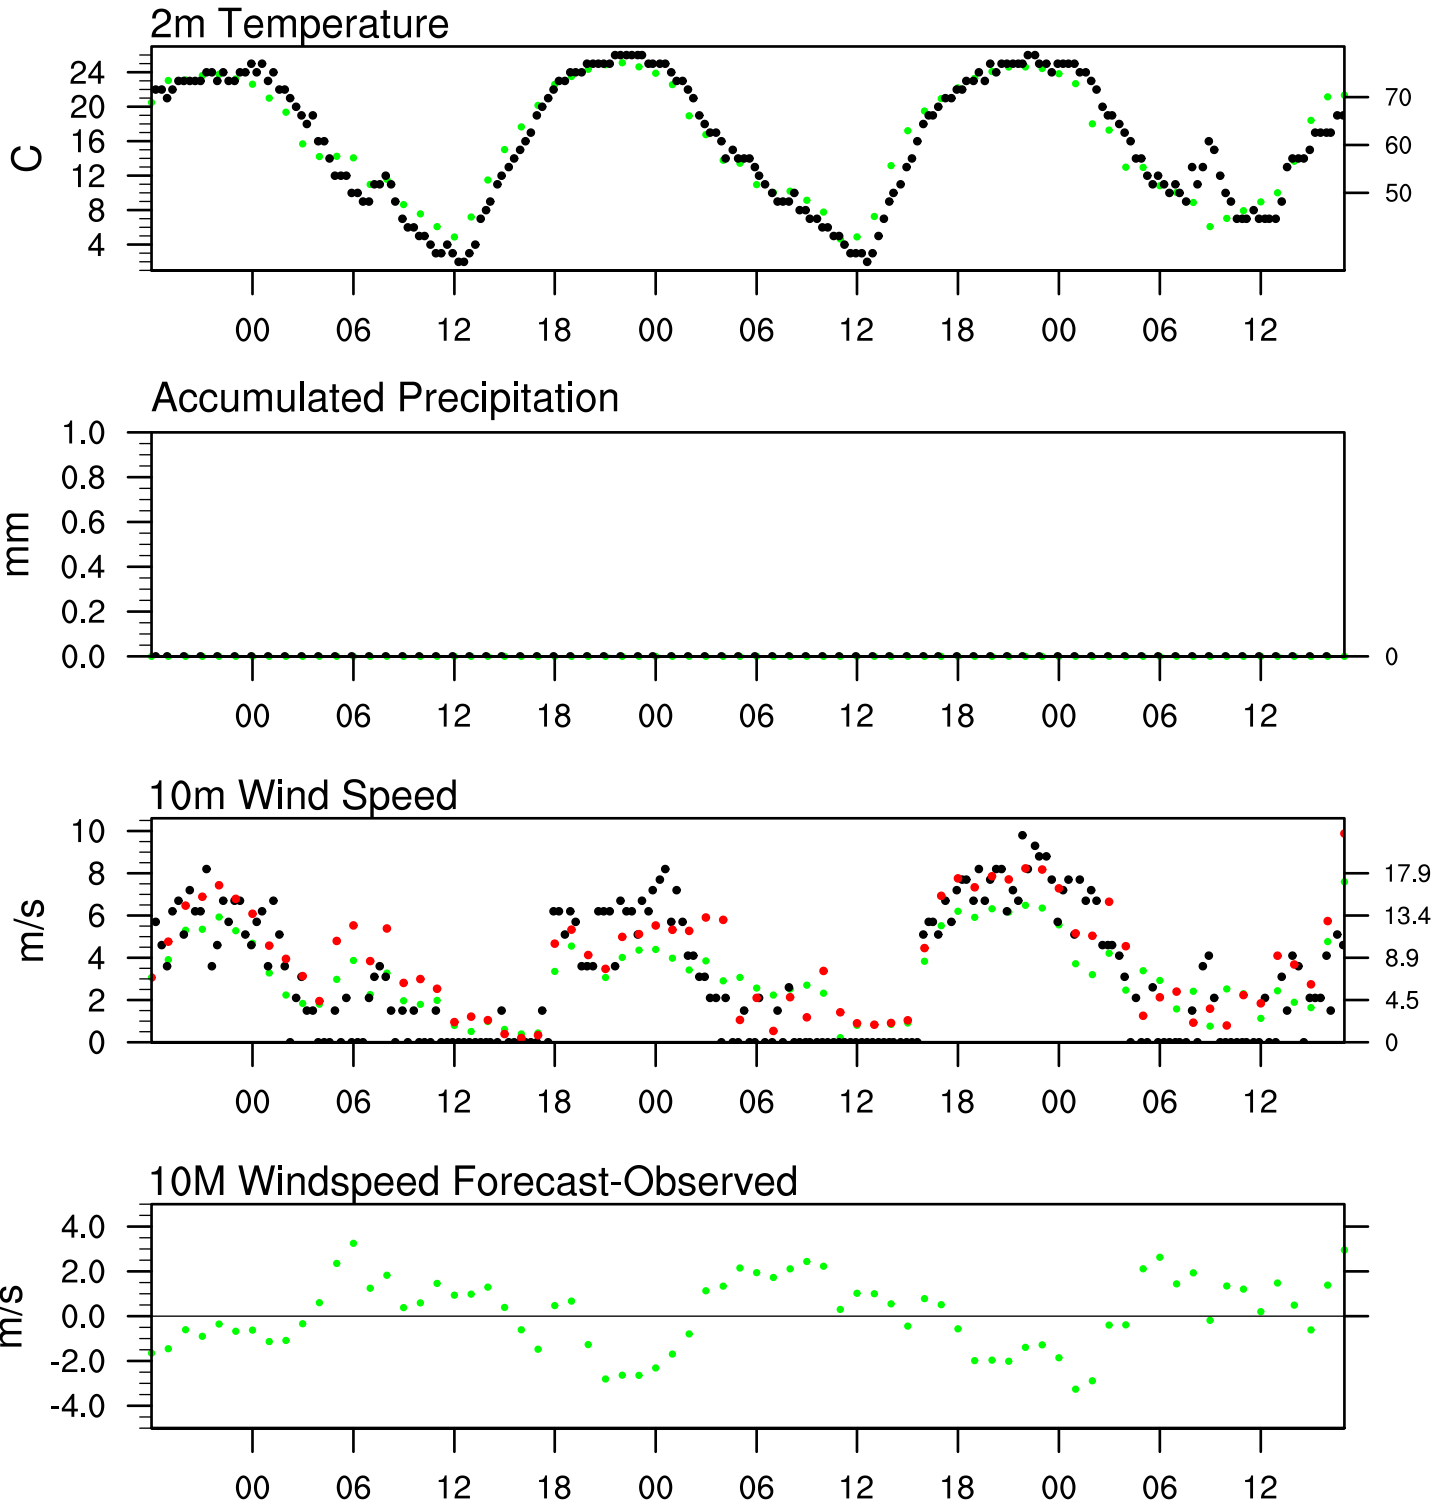 2m Temperature
24
20
16
12
8
4
C
70
60
50
00 06 12 18 00 06 12 18 00 06 12
Accumulated Precipitation
1.0
0.8
0.6
0.4
0.2
0.0
mm
0
00 06 12 18 00 06 12 18 00 06 12
10m Wind Speed
10
8
6
4
2
0
m/s
17.9
13.4
8.9
4.5
0
00 06 12 18 00 06 12 18 00 06 12
10M Windspeed Forecast-Observed
4.0
2.0
0.0
-2.0
-4.0
m/s
00 06 12 18 00 06 12 18 00 06 12